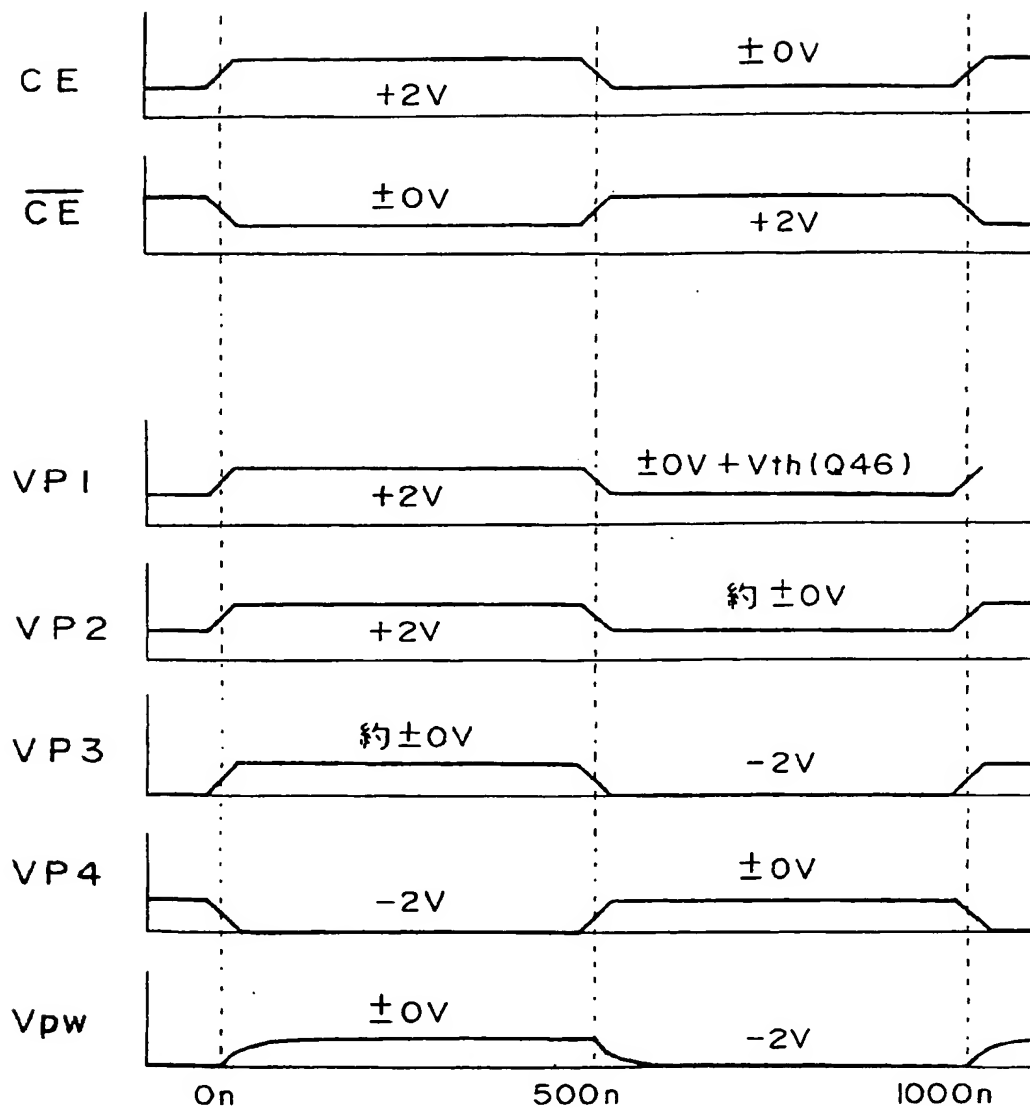 CE
±0V
+2V
C̅E̅
±0V
+2V
VP1
±0V+Vth(Q46)
+2V
VP2
約±0V
+2V
VP3
約±0V
-2V
VP4
±0V
-2V
Vpw
±0V
-2V
0n
500n
1000n